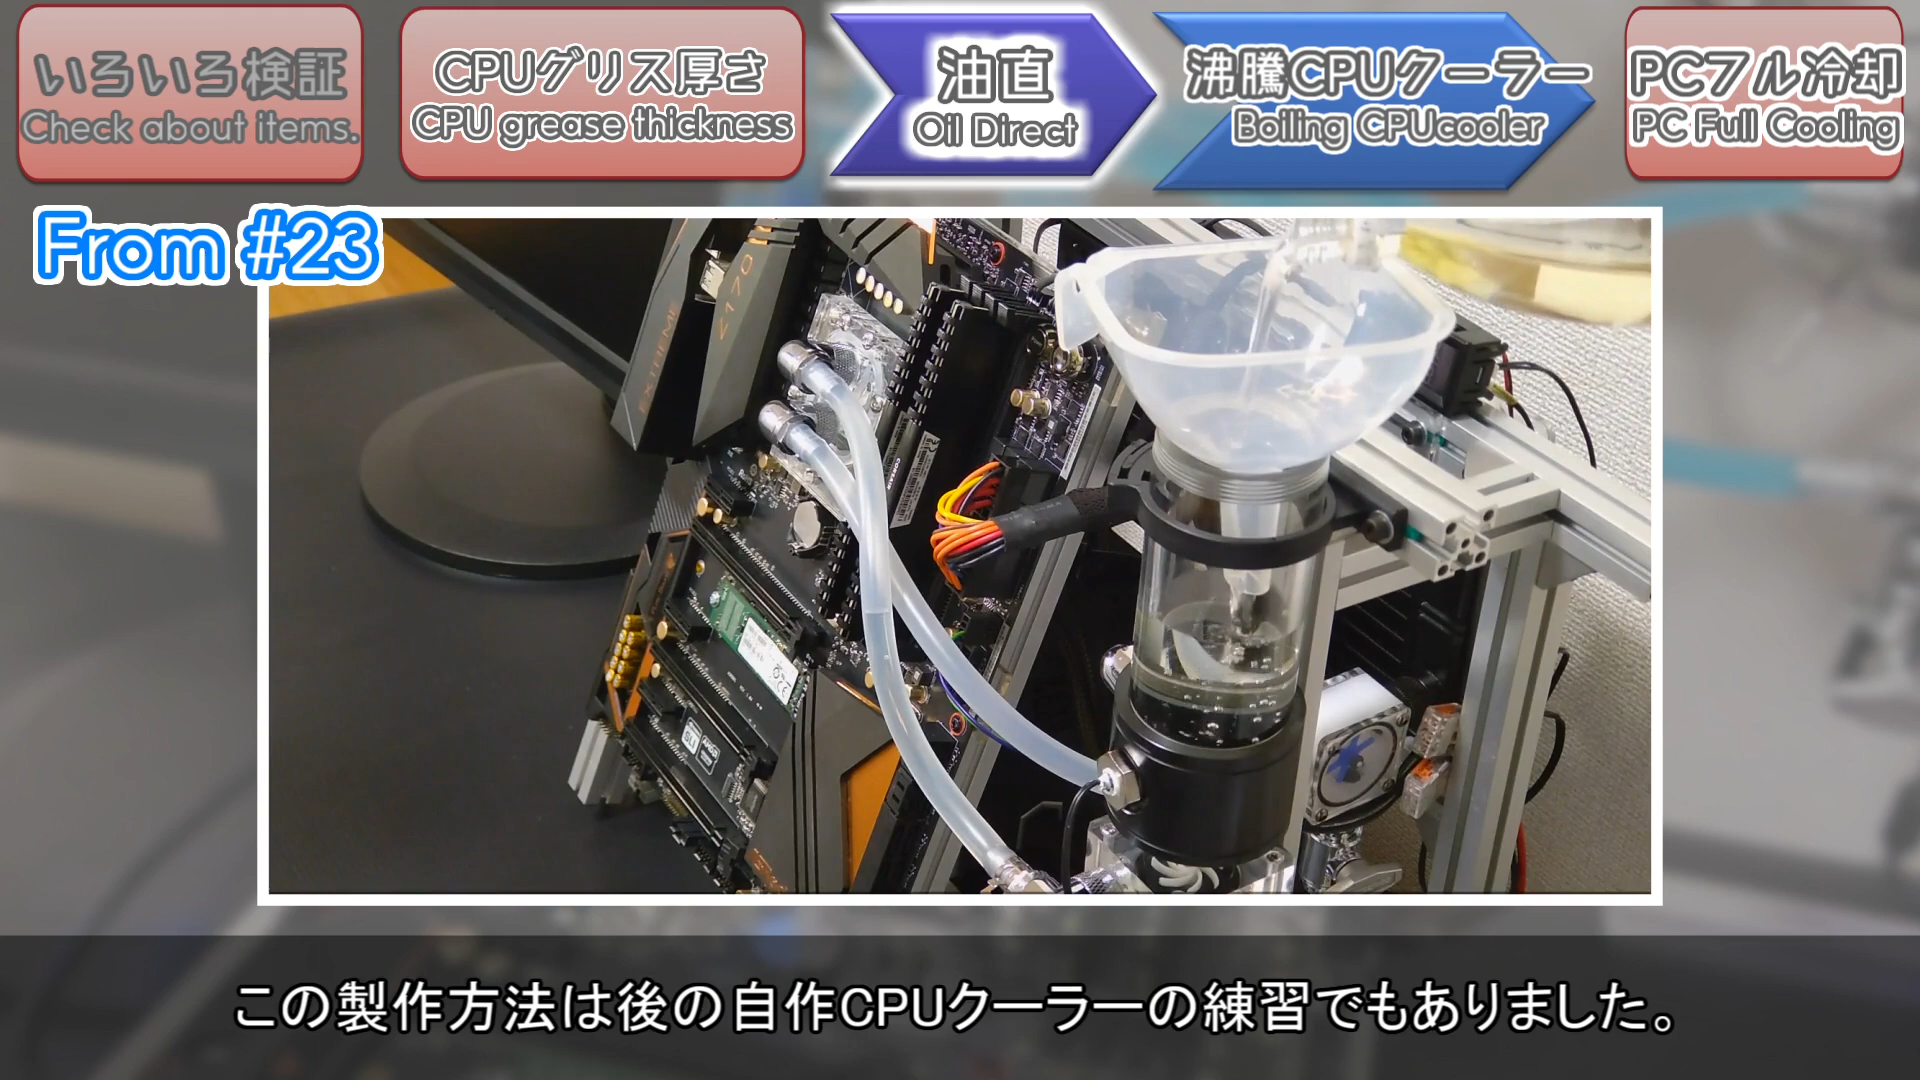 いろいろ検証
Check about items.
CPUグリス厚さ
CPU grease thickness
油直
Oil Direct
沸騰CPUクーラー
Boiling CPUcooler
PCフル冷却
PC Full Cooling
From #23
EXTREME
AMD
この製作方法は後の自作CPUクーラーの練習でもありました。